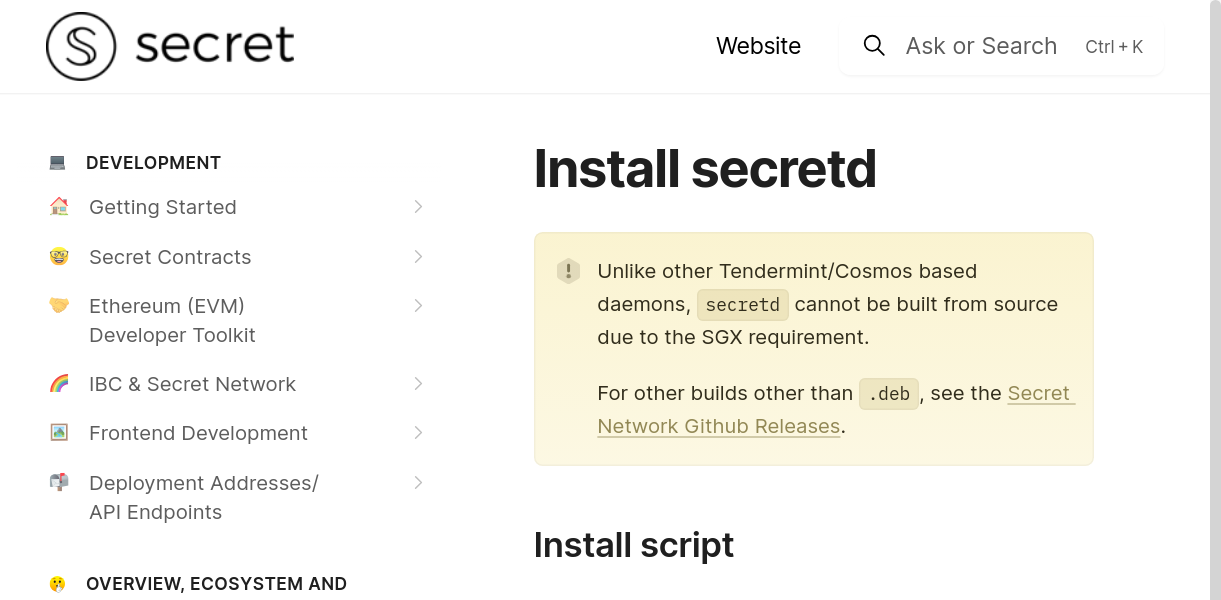 secret
Website
Ask or Search
Ctrl + K
DEVELOPMENT
Getting Started
Secret Contracts
Ethereum (EVM)
Developer Toolkit
IBC & Secret Network
Frontend Development
Deployment Addresses/
API Endpoints
OVERVIEW, ECOSYSTEM AND
Install secretd
Unlike other Tendermint/Cosmos based
daemons, secretd cannot be built from source
due to the SGX requirement.
For other builds other than .deb, see the Secret
Network Github Releases.
Install script